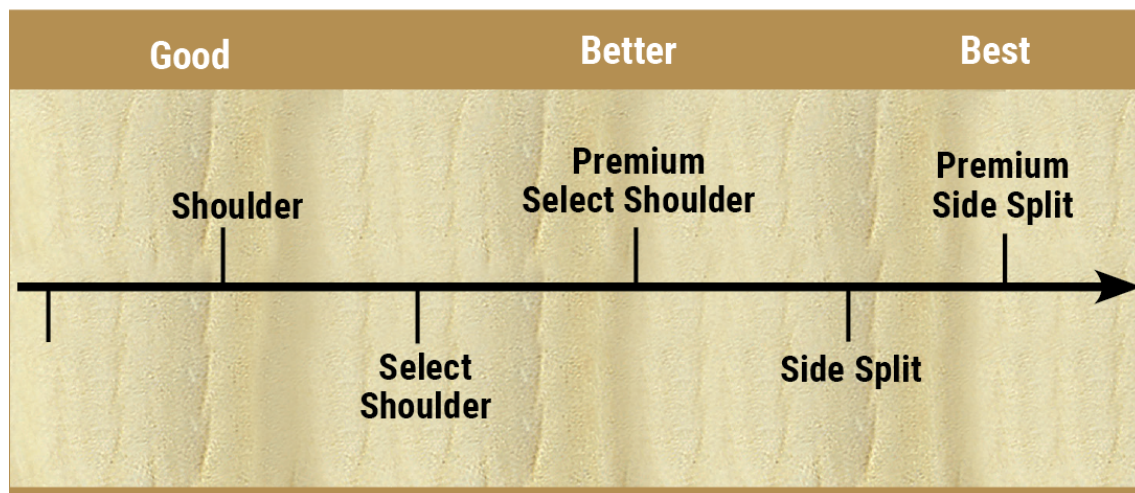 Good
Better
Best
Shoulder
Premium
Select Shoulder
Premium
Side Split
Select
Shoulder
Side Split